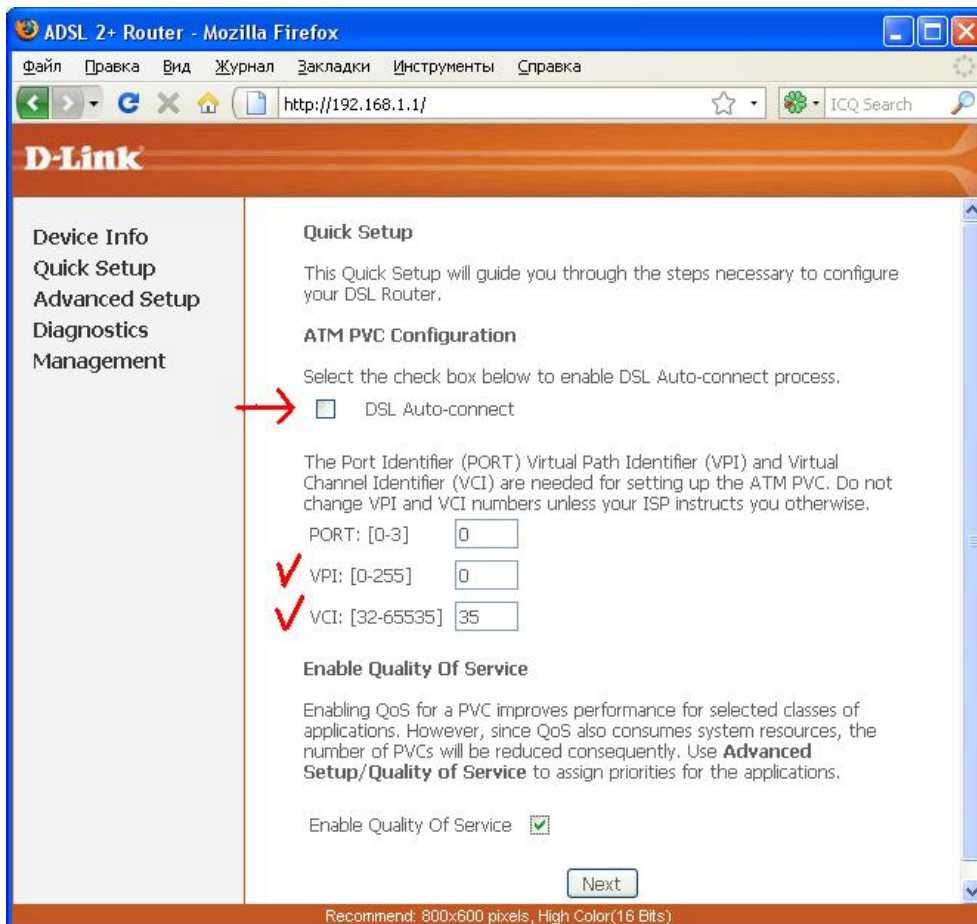 ADSL 2+ Router - Mozilla Firefox
Файл Правка Вид Журнал Закладки Инструменты Справка
http://192.168.1.1/ ICQ Search
D-Link
Device Info
Quick Setup
Advanced Setup
Diagnostics
Management
Quick Setup
This Quick Setup will guide you through the steps necessary to configure
your DSL Router.
ATM PVC Configuration
Select the check box below to enable DSL Auto-connect process.
DSL Auto-connect
The Port Identifier (PORT) Virtual Path Identifier (VPI) and Virtual
Channel Identifier (VCI) are needed for setting up the ATM PVC. Do not
change VPI and VCI numbers unless your ISP instructs you otherwise.
PORT: [0-3] 0
VPI: [0-255] 0
VCI: [32-65535] 35
Enable Quality Of Service
Enabling QoS for a PVC improves performance for selected classes of
applications. However, since QoS also consumes system resources, the
number of PVCs will be reduced consequently. Use Advanced
Setup/Quality of Service to assign priorities for the applications.
Enable Quality Of Service
Next
Recommend: 800x600 pixels, High Color(16 Bits)